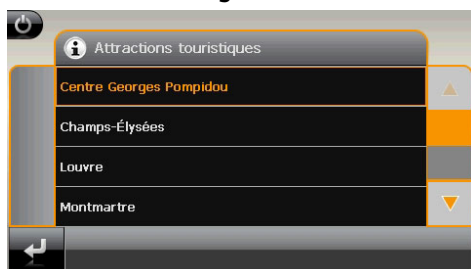 Attractions touristiques
Centre Georges Pompidou
Champs-Élysées
Louvre
Montmartre